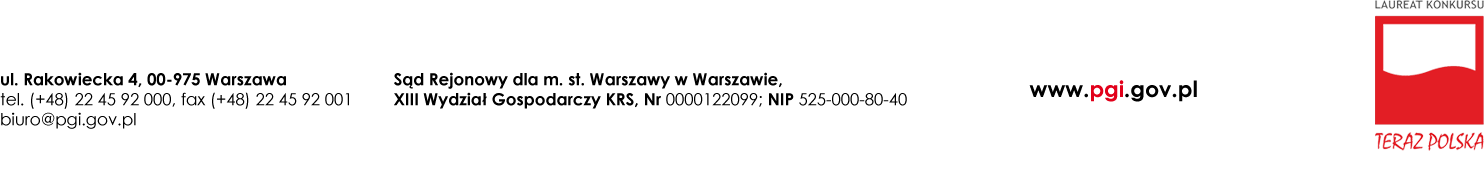 ul. Rakowiecka 4, 00-975 Warszawa
tel. (+48) 22 45 92 000, fax (+48) 22 45 92 001
biuro@pgi.gov.pl
Sąd Rejonowy dla m. st. Warszawy w Warszawie,
XIII Wydział Gospodarczy KRS, Nr 0000122099; NIP 525-000-80-40
www.pgi.gov.pl
LAUREAT KONKURSU
TERAZ POLSKA